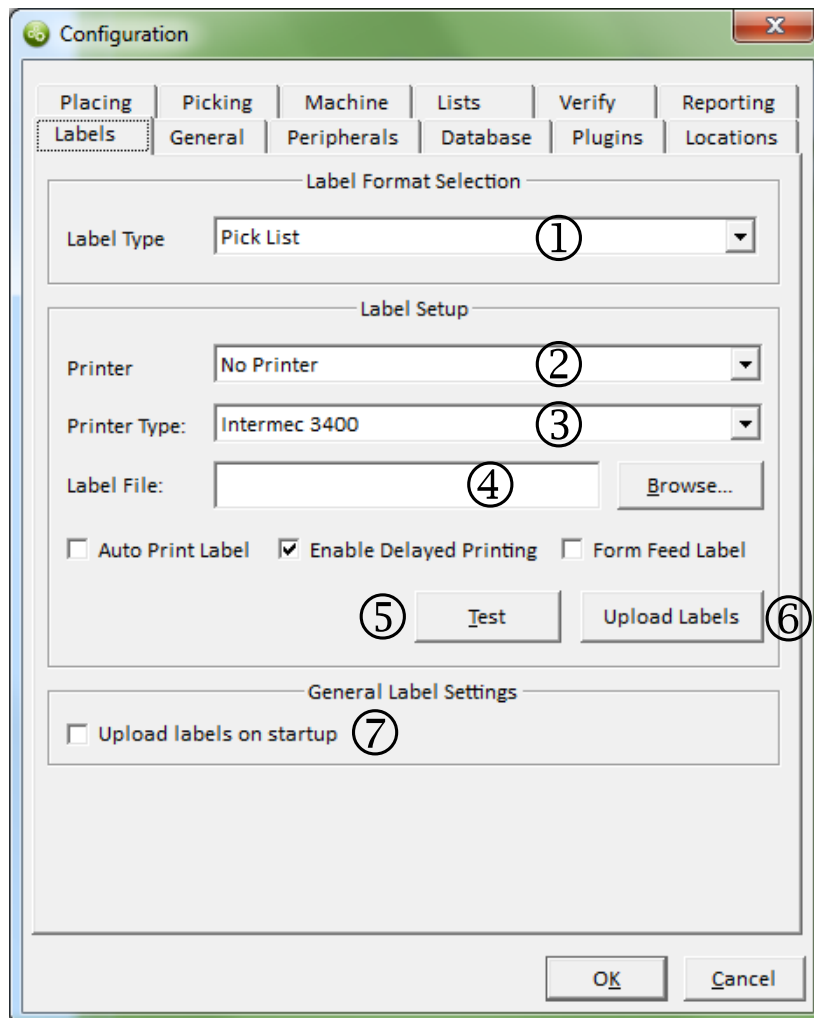 Configuration
Placing Picking Machine Lists Verify Reporting
Labels General Peripherals Database Plugins Locations
Label Format Selection
Label Type Pick List ①
Label Setup
Printer No Printer ②
Printer Type: Intermec 3400 ③
Label File: ④ Browse...
Auto Print Label Enable Delayed Printing Form Feed Label
⑤ Test Upload Labels ⑥
General Label Settings
Upload labels on startup ⑦
OK Cancel